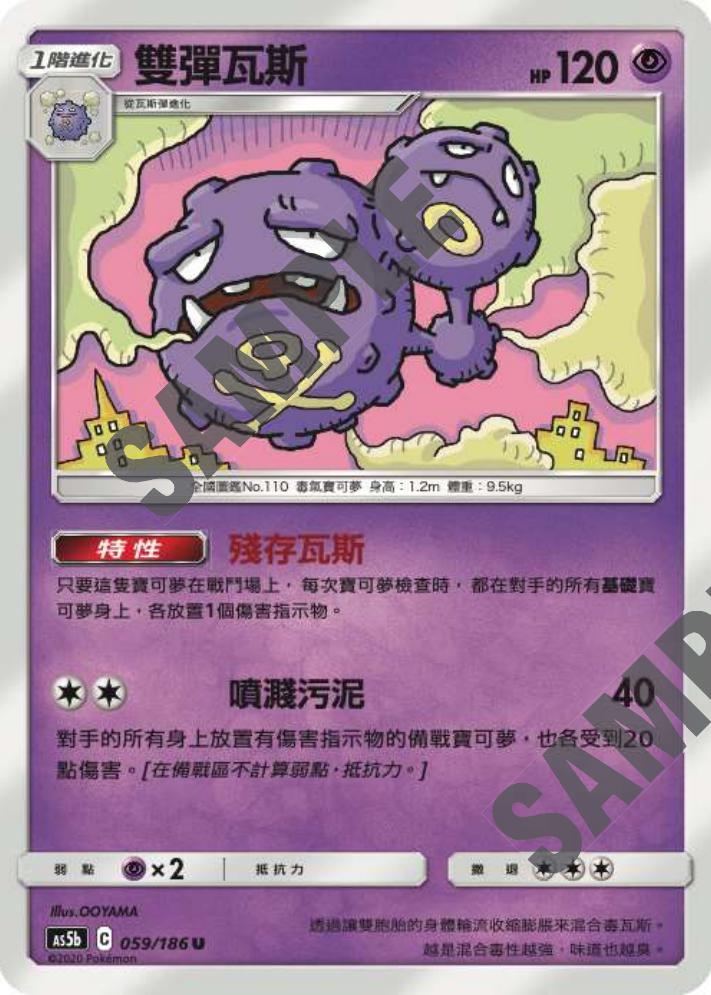 1階進化 雙彈瓦斯 HP 120
從瓦斯彈進化
SAMPLE
全國圖鑑No.110 毒氣寶可夢 身高：1.2m 體重：9.5kg
特性 殘存瓦斯
只要這隻寶可夢在戰鬥場上，每次寶可夢檢查時，都在對手的所有基礎寶
可夢身上，各放置1個傷害指示物。
噴濺污泥 40
對手的所有身上放置有傷害指示物的備戰寶可夢，也各受到20
點傷害。[在備戰區不計算弱點·抵抗力。]
SAMPL
弱點 ×2 抵抗力 撤退
Illus.OOYAMA
AS5b C 059/186 U
©2020 Pokémon
透過讓雙胞胎的身體輪流收縮膨脹來混合毒瓦斯。
越是混合毒性越強，味道也越臭。